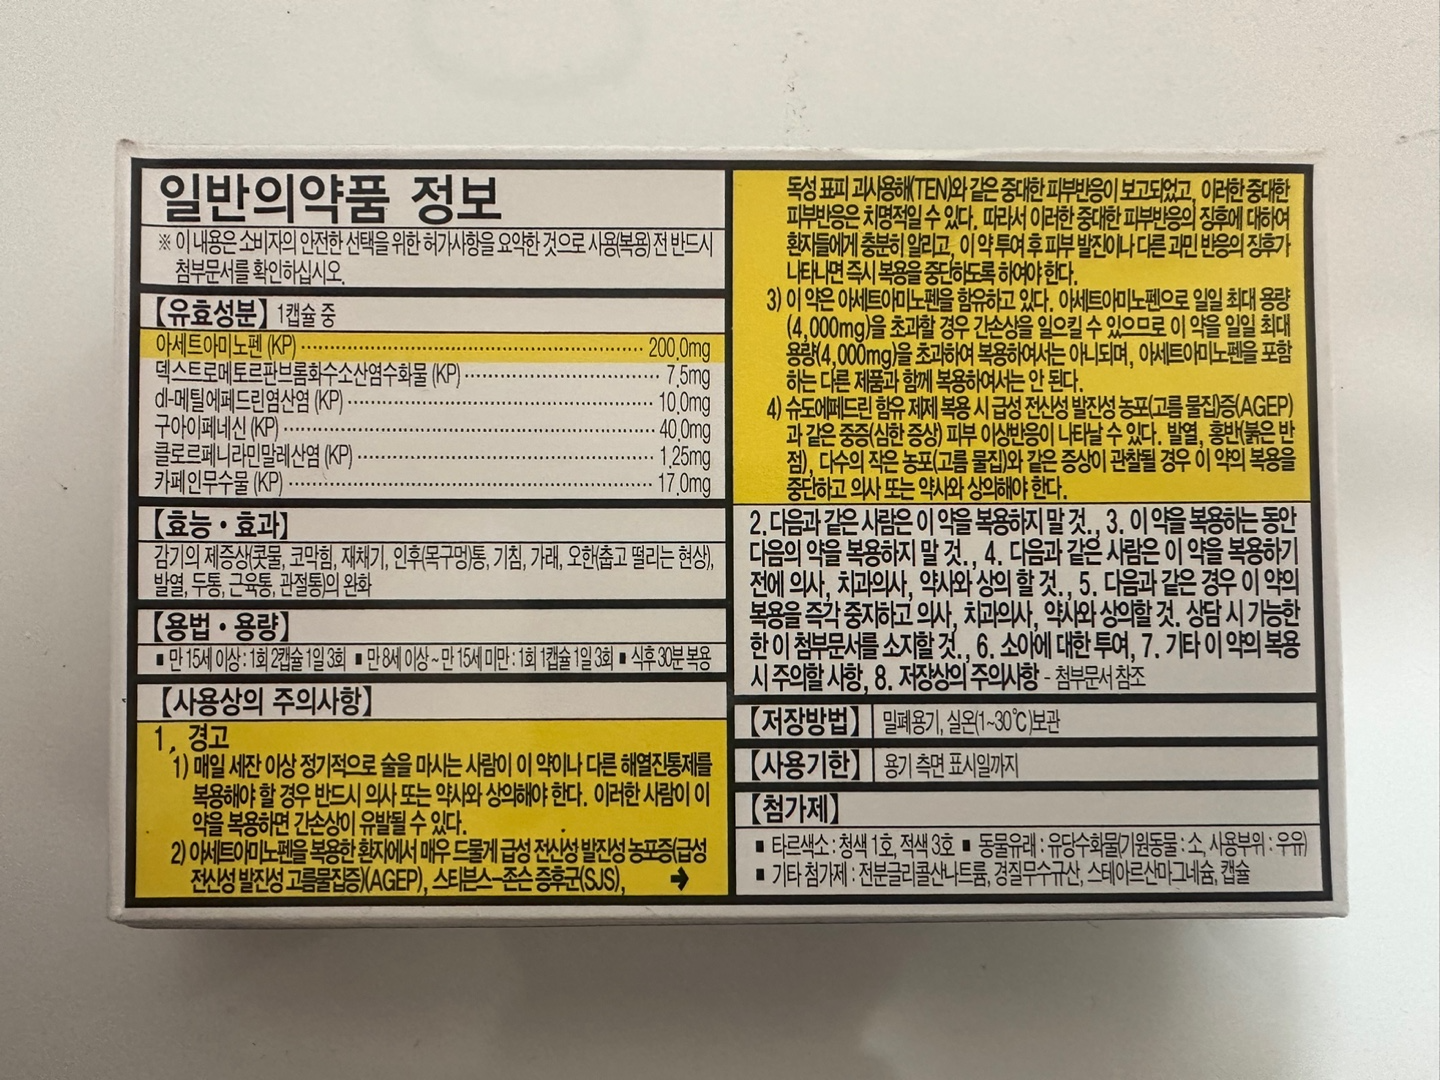 일반의약품 정보
※ 이 내용은 소비자의 안전한 선택을 위한 허가사항을 요약한 것으로 사용(복용) 전 반드시
첨부문서를 확인하십시오.
【유효성분】 1캡슐 중
아세트아미노펜 (KP) ········ 200.0mg
덱스트로메토르판브롬화수소산염수화물 (KP) ········ 7.5mg
dl-메틸에페드린염산염 (KP) ········ 10.0mg
구아이페네신 (KP) ········ 40.0mg
클로르페니라민말레산염 (KP) ········ 1.25mg
카페인무수물 (KP) ········ 17.0mg
【효능·효과】
감기의 제증상(콧물, 코막힘, 재채기, 인후(목구멍)통, 기침, 가래, 오한(춥고 떨리는 현상),
발열, 두통, 근육통, 관절통)의 완화
【용법·용량】
▪ 만 15세 이상 : 1회 2캡슐 1일 3회 ▪ 만 8세 이상 ~ 만 15세 미만 : 1회 1캡슐 1일 3회 ▪ 식후 30분 복용
【사용상의 주의사항】
1. 경고
1) 매일 세잔 이상 정기적으로 술을 마시는 사람이 이 약이나 다른 해열진통제를
복용해야 할 경우 반드시 의사 또는 약사와 상의해야 한다. 이러한 사람이 이
약을 복용하면 간손상이 유발될 수 있다.
2) 아세트아미노펜을 복용한 환자에서 매우 드물게 급성 전신성 발진성 농포증(급성
전신성 발진성 고름물집증)(AGEP), 스티븐스-존슨 증후군(SJS), ➔
독성 표피 괴사용해(TEN)와 같은 중대한 피부반응이 보고되었고, 이러한 중대한
피부반응은 치명적일 수 있다. 따라서 이러한 중대한 피부반응의 징후에 대하여
환자들에게 충분히 알리고, 이 약 투여 후 피부 발진이나 다른 과민 반응의 징후가
나타나면 즉시 복용을 중단하도록 하여야 한다.
3) 이 약은 아세트아미노펜을 함유하고 있다. 아세트아미노펜으로 일일 최대 용량
(4,000mg)을 초과할 경우 간손상을 일으킬 수 있으므로 이 약을 일일 최대
용량(4,000mg)을 초과하여 복용하여서는 아니되며, 아세트아미노펜을 포함
하는 다른 제품과 함께 복용하여서는 안 된다.
4) 슈도에페드린 함유 제제 복용 시 급성 전신성 발진성 농포(고름 물집)증(AGEP)
과 같은 중증(심한 증상) 피부 이상반응이 나타날 수 있다. 발열, 홍반(붉은 반
점), 다수의 작은 농포(고름 물집)와 같은 증상이 관찰될 경우 이 약의 복용을
중단하고 의사 또는 약사와 상의해야 한다.
2. 다음과 같은 사람은 이 약을 복용하지 말 것., 3. 이 약을 복용하는 동안
다음의 약을 복용하지 말 것., 4. 다음과 같은 사람은 이 약을 복용하기
전에 의사, 치과의사, 약사와 상의 할 것., 5. 다음과 같은 경우 이 약의
복용을 즉각 중지하고 의사, 치과의사, 약사와 상의할 것. 상담 시 가능한
한 이 첨부문서를 소지할 것., 6. 소아에 대한 투여, 7. 기타 이 약의 복용
시 주의할 사항, 8. 저장상의 주의사항 - 첨부문서 참조
【저장방법】 밀폐용기, 실온(1~30℃)보관
【사용기한】 용기 측면 표시일까지
【첨가제】
▪ 타르색소 : 청색 1호, 적색 3호 ▪ 동물유래 : 유당수화물(기원동물 : 소, 사용부위 : 우유)
▪ 기타 첨가제 : 전분글리콜산나트륨, 경질무수규산, 스테아르산마그네슘, 캡슐